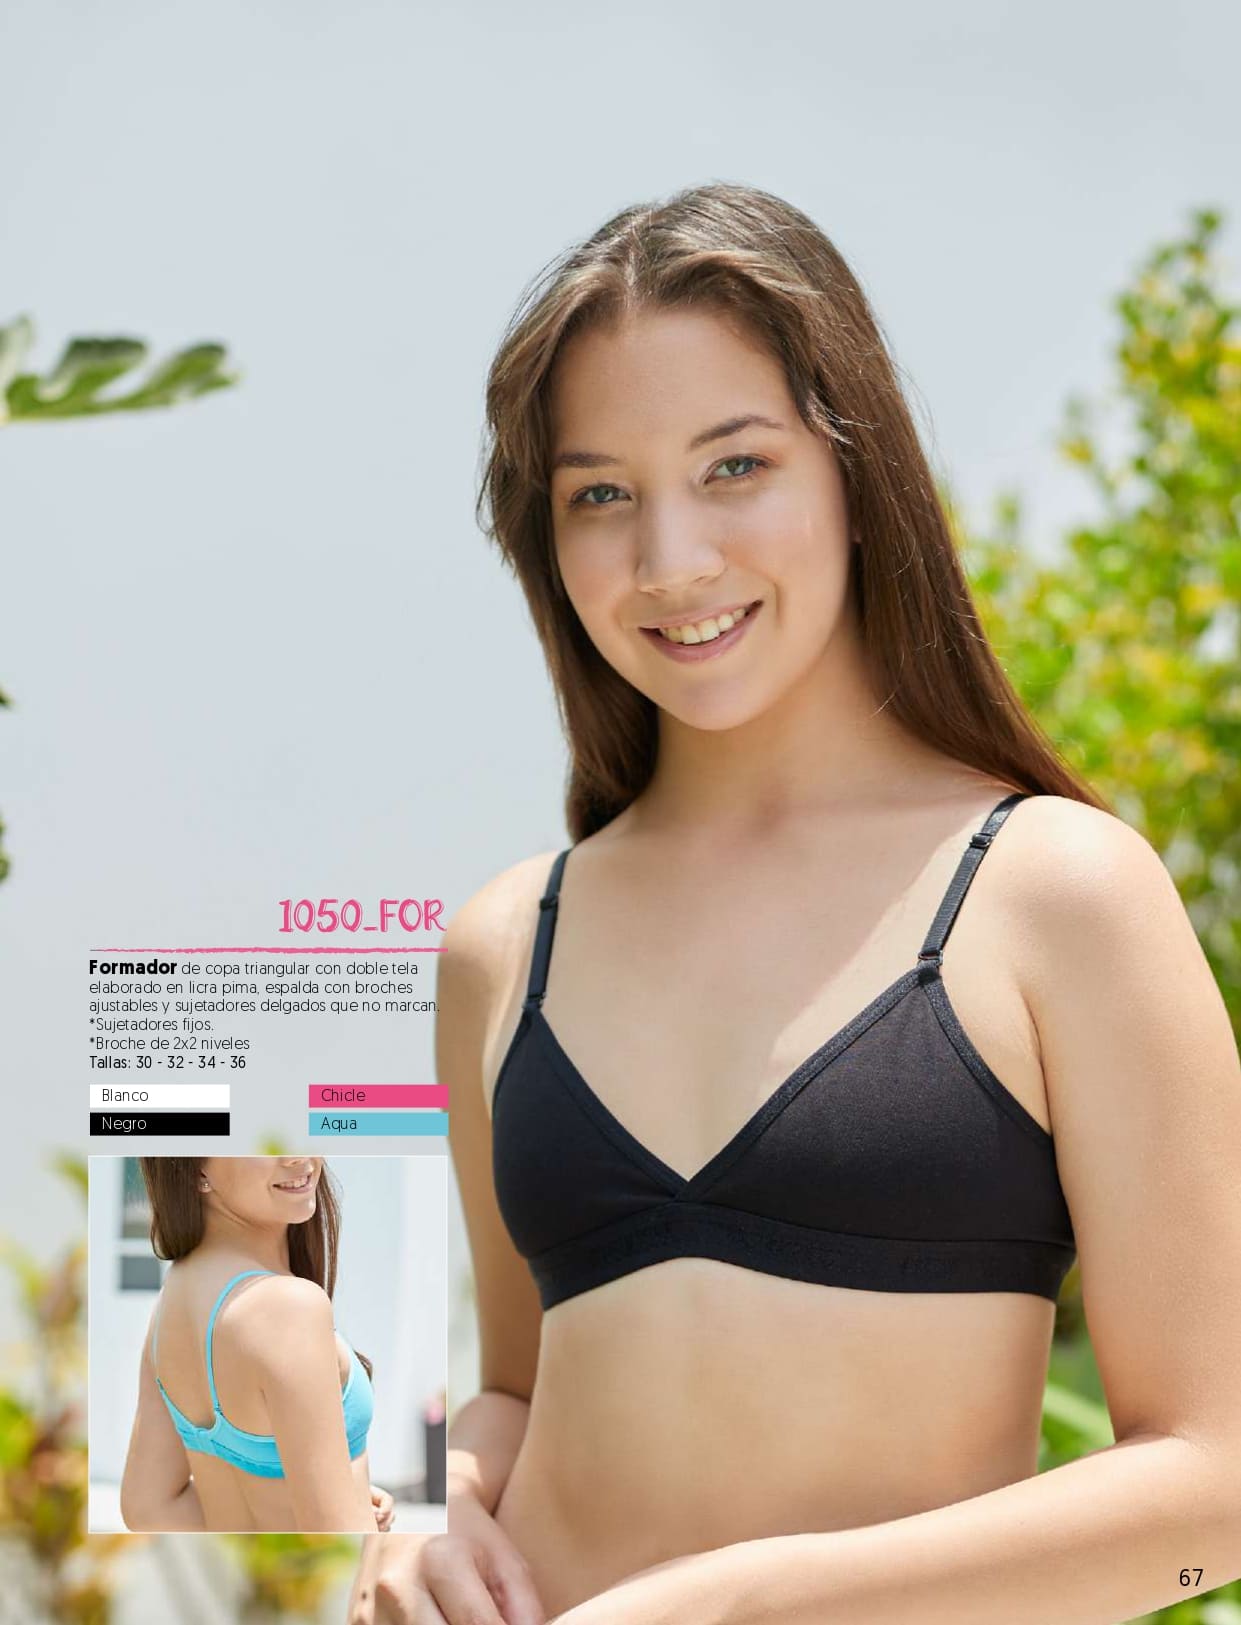 1050_FOR
Formador de copa triangular con doble tela
elaborado en licra pima, espalda con broches
ajustables y sujetadores delgados que no marcan.
*Sujetadores fijos.
*Broche de 2x2 niveles
Tallas: 30 - 32 - 34 - 36
Blanco
Chicle
Negro
Aqua
67